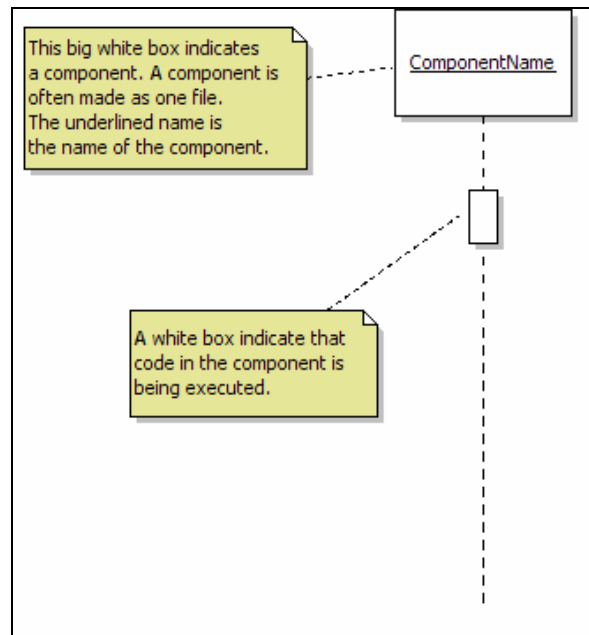 This big white box indicates
a component. A component is
often made as one file.
The underlined name is
the name of the component.
ComponentName
A white box indicate that
code in the component is
being executed.